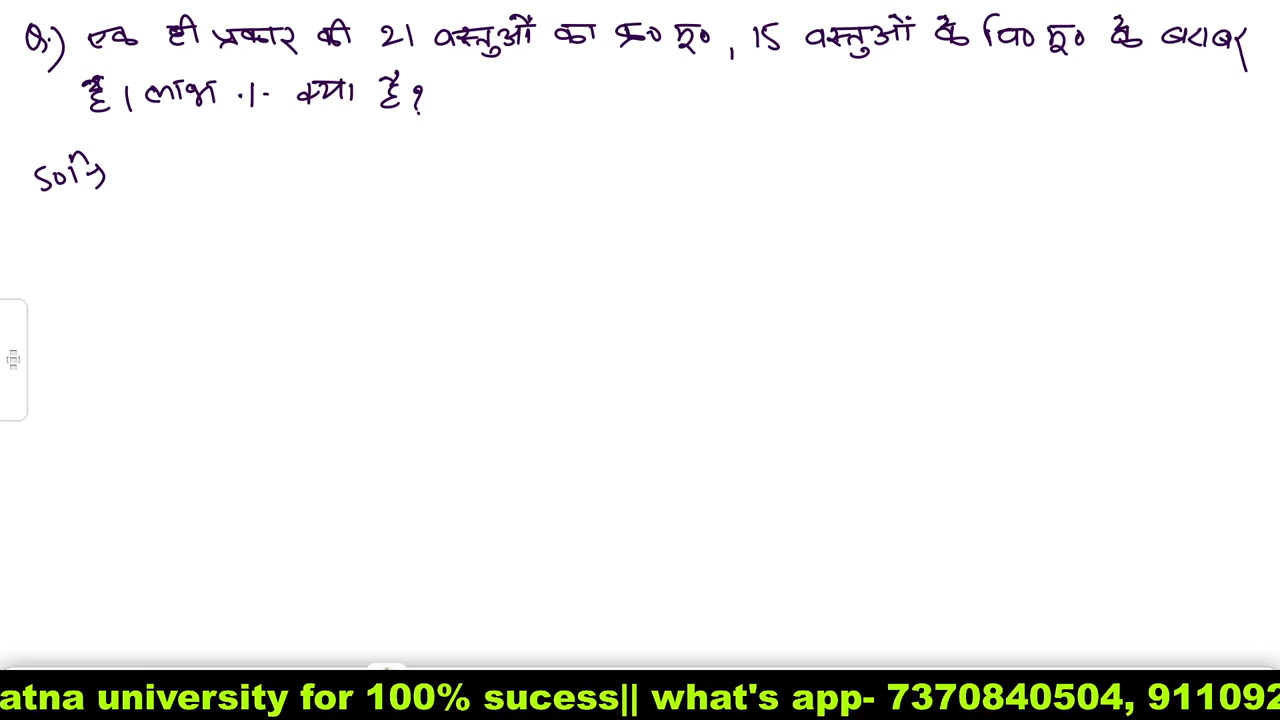 Q.) एक ही प्रकार की 21 वस्तुओं का क्र० मू०, 15 वस्तुओं के वि० मू० के बराबर
है। लाभ % क्या है?
Soln→
atna university for 100% sucess|| what's app- 7370840504, 911092